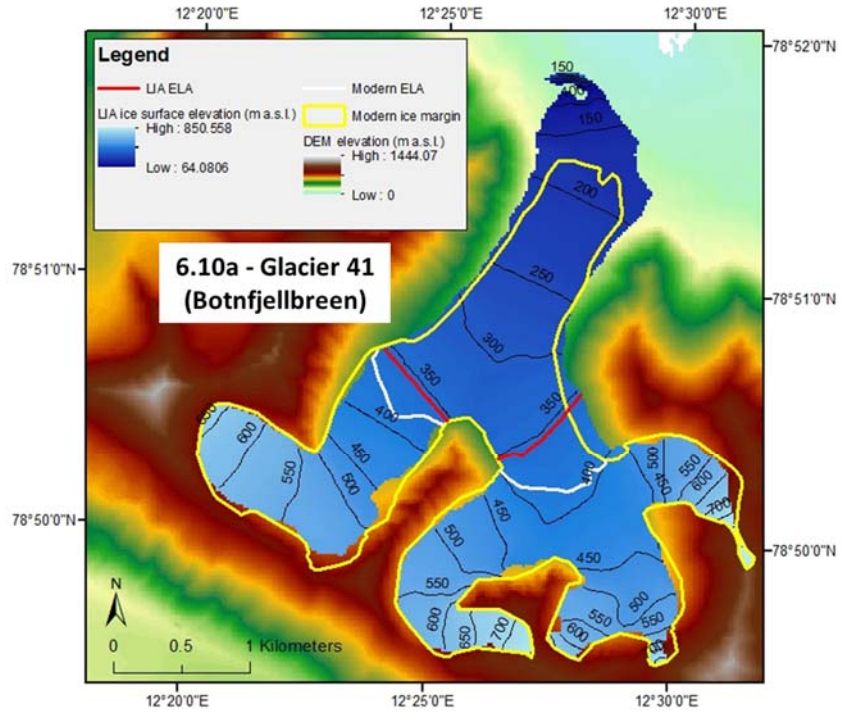 12°20'0"E 12°25'0"E 12°30'0"E
78°52'0"N
Legend
LIA ELA Modern ELA
LIA ice surface elevation (m a.s.l.) Modern ice margin
High : 850.558 DEM elevation (m a.s.l.)
High : 1444.07
Low : 64.0806
Low : 0
150
150
200
78°51'0"N 78°51'0"N
6.10a - Glacier 41
(Botnfjellbreen)
250
300
350
350
400
400
600
450
550
500
500
450
550
600
700
450
500
78°50'0"N 78°50'0"N
450
550
500
550
600
650
700
600
550
N
0 0.5 1 Kilometers
12°20'0"E 12°25'0"E 12°30'0"E